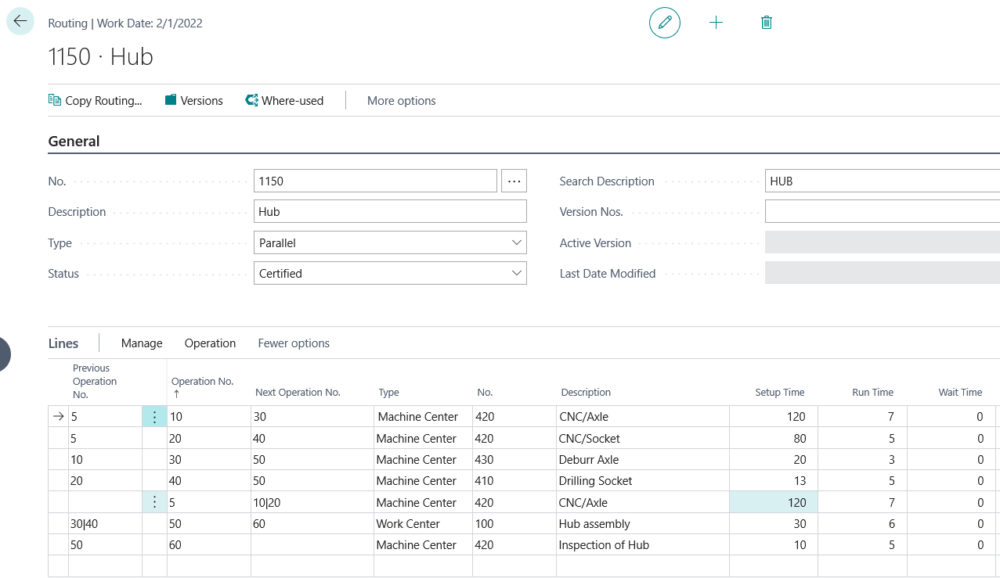 Routing | Work Date: 2/1/2022
1150 · Hub
Copy Routing... Versions Where-used More options
General
No. 1150 ... Search Description HUB
Description Hub Version Nos.
Type Parallel Active Version
Status Certified Last Date Modified
Lines Manage Operation Fewer options
Previous Operation No. Operation No. ↑ Next Operation No. Type No. Description Setup Time Run Time Wait Time
5 10 30 Machine Center 420 CNC/Axle 120 7 0
5 20 40 Machine Center 420 CNC/Socket 80 5 0
10 30 50 Machine Center 430 Deburr Axle 20 3 0
20 40 50 Machine Center 410 Drilling Socket 13 5 0
5 10|20 Machine Center 420 CNC/Axle 120 7 0
30|40 50 60 Work Center 100 Hub assembly 30 6 0
50 60 Machine Center 420 Inspection of Hub 10 5 0